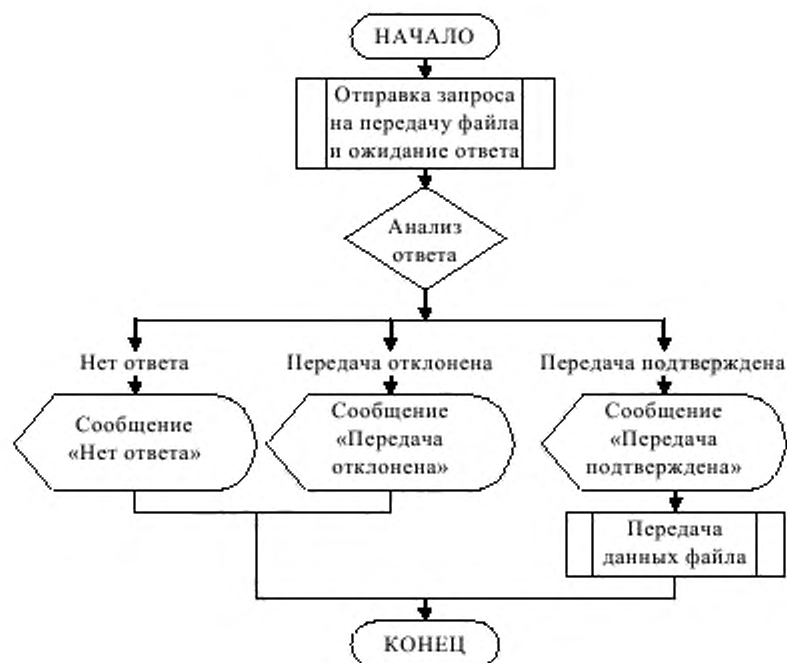 НАЧАЛО
Отправка запроса
на передачу файла
и ожидание ответа
Анализ
ответа
Нет ответа
Передача отклонена
Передача подтверждена
Сообщение
«Нет ответа»
Сообщение
«Передача
отклонена»
Сообщение
«Передача
подтверждена»
Передача
данных файла
КОНЕЦ